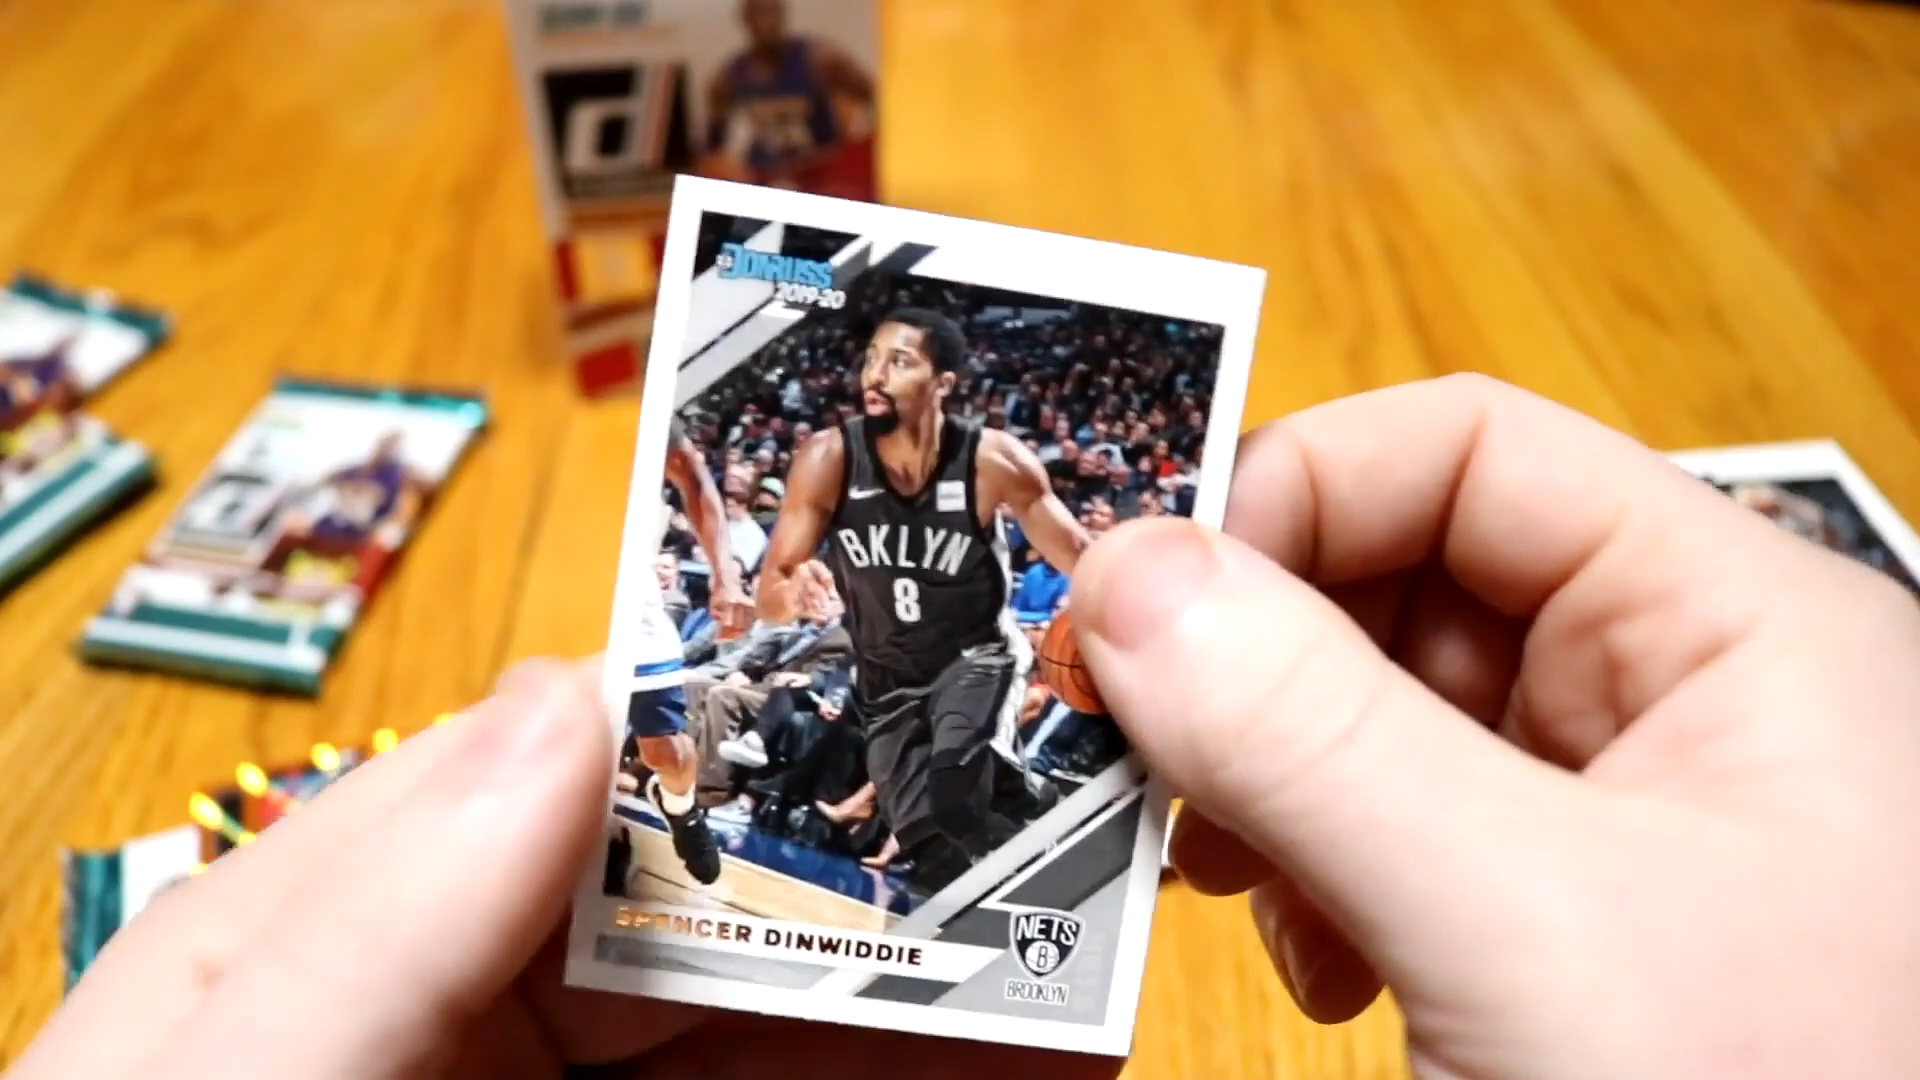 DONRUSS
2019-20
BKLYN
8
SPENCER DINWIDDIE
NETS
B
BROOKLYN